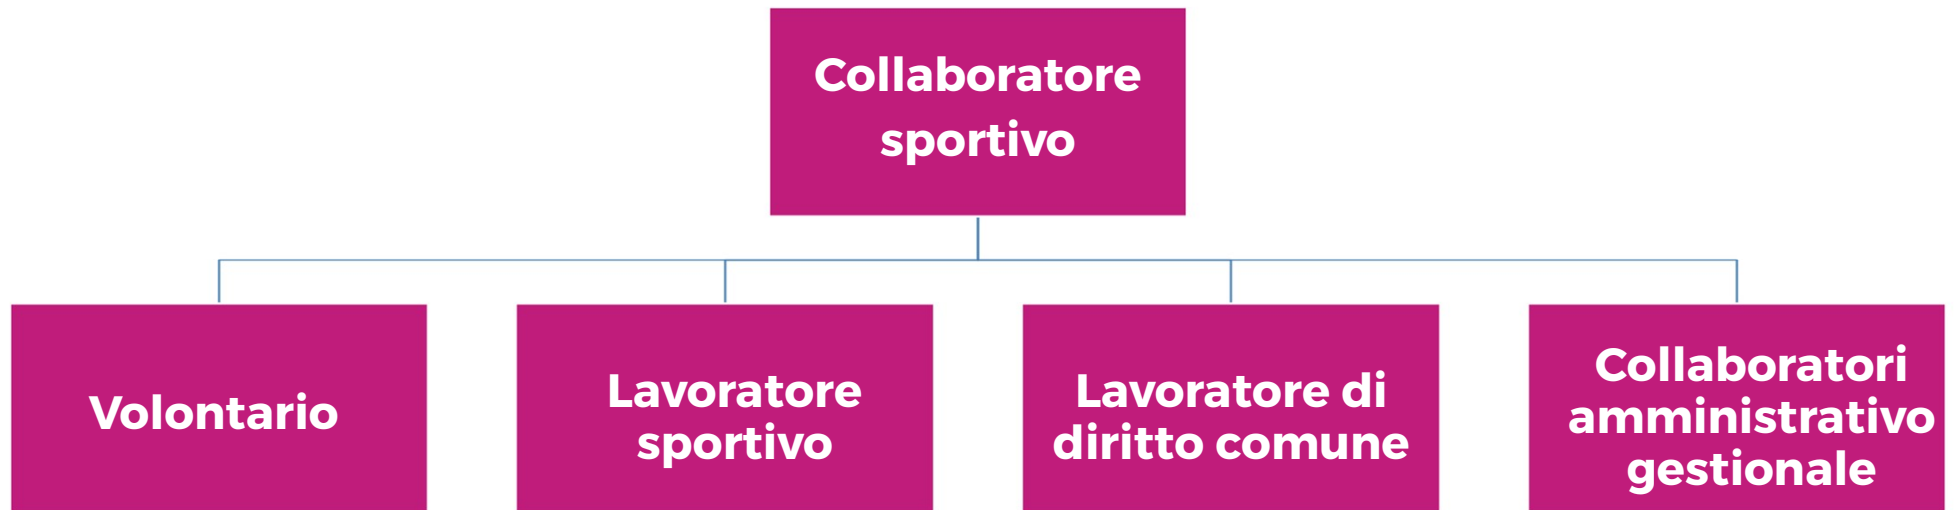 Collaboratore
sportivo
Volontario
Lavoratore
sportivo
Lavoratore di
diritto comune
Collaboratori
amministrativo
gestionale